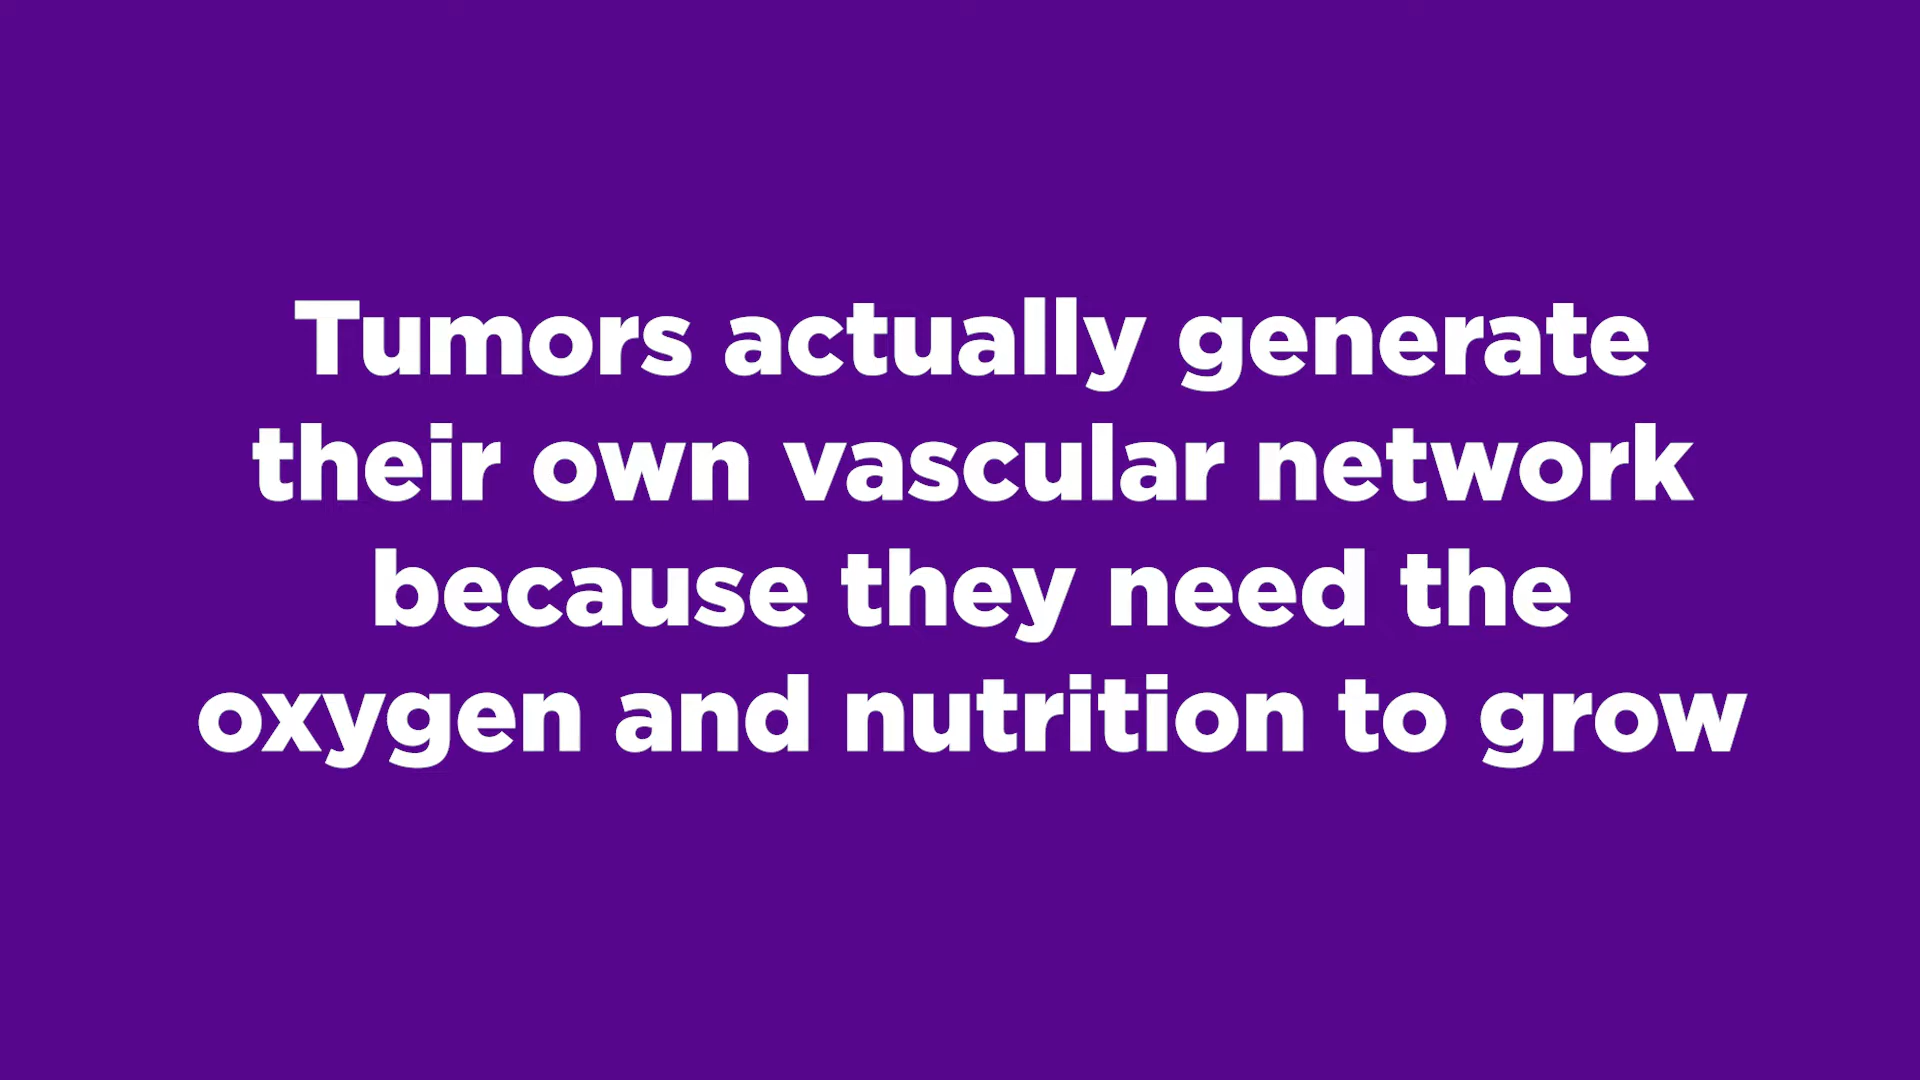 Tumors actually generate
their own vascular network
because they need the
oxygen and nutrition to grow